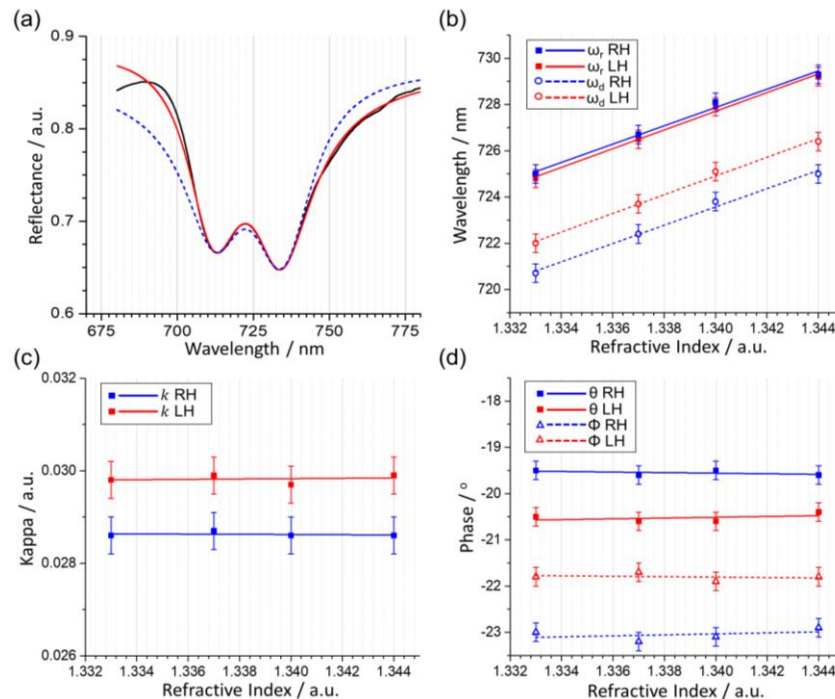 (a)
0.9
0.8
0.7
0.6
Reflectance / a.u.
675
700
725
750
775
Wavelength / nm
(b)
730
728
726
724
722
720
Wavelength / nm
ωr RH
ωr LH
ωd RH
ωd LH
1.332
1.334
1.336
1.338
1.340
1.342
1.344
Refractive Index / a.u.
(c)
0.032
0.030
0.028
0.026
Kappa / a.u.
k RH
k LH
1.332
1.334
1.336
1.338
1.340
1.342
1.344
Refractive Index / a.u.
(d)
-18
-19
-20
-21
-22
-23
Phase / °
θ RH
θ LH
Φ RH
Φ LH
1.332
1.334
1.336
1.338
1.340
1.342
1.344
Refractive Index / a.u.